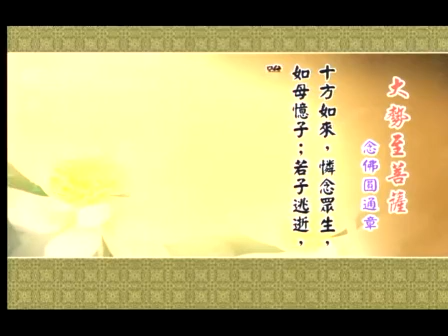 大勢至菩薩
念佛圓通章
十方如來，憐念眾生，
如母憶子；若子逃逝，